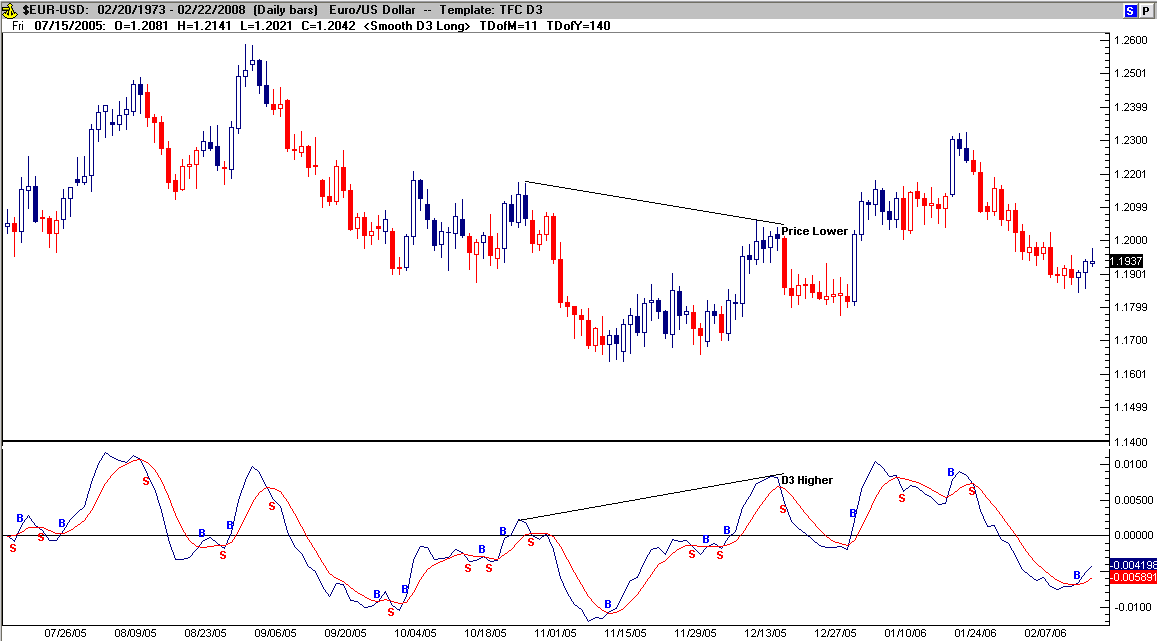 $EUR-USD: 02/20/1973 - 02/22/2008 (Daily bars) Euro/US Dollar -- Template: TFC D3
S P
Fri 07/15/2005: O=1.2081 H=1.2141 L=1.2021 C=1.2042 <Smooth D3 Long> TDofM=11 TDofY=140
1.2600
1.2501
1.2399
1.2300
1.2201
1.2099
Price Lower
1.2000
1.1937
1.1901
1.1799
1.1700
1.1601
1.1499
1.1400
0.0100
D3 Higher
0.00500
0.00000
-0.004198
-0.005891
-0.0100
B S S B S B S B S B S B S B S S B S B B S B S B S B S B S B
07/26/05 08/09/05 08/23/05 09/06/05 09/20/05 10/04/05 10/18/05 11/01/05 11/15/05 11/29/05 12/13/05 12/27/05 01/10/06 01/24/06 02/07/06